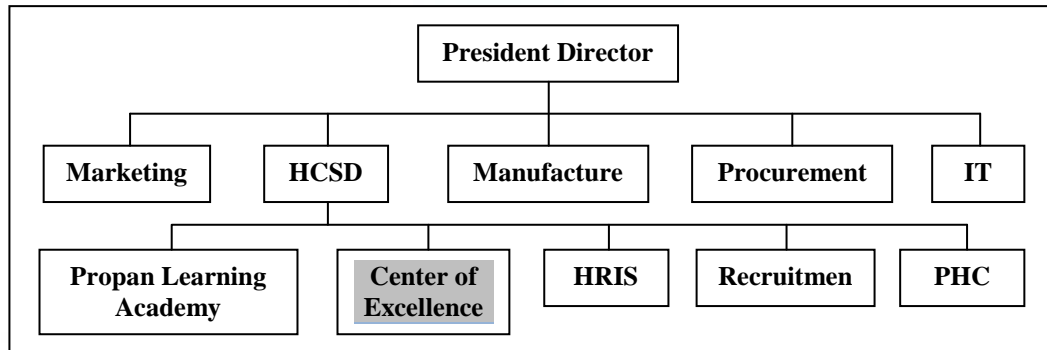 President Director
Marketing
HCSD
Manufacture
Procurement
IT
Propan Learning
Academy
Center of
Excellence
HRIS
Recruitmen
PHC